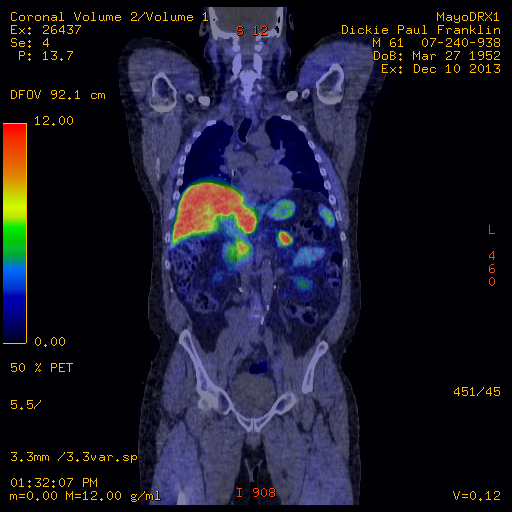 Coronal Volume 2/Volume 1
Ex: 26437
Se: 4
P: 13.7
DFOV 92.1 cm
12.00
0.00
50 % PET
5.5/
3.3mm /3.3var.sp
01:32:07 PM
m=0.00 M=12.00 g/ml
S 12
MayoDRX1
Dickie Paul Franklin
M 61 07-240-938
DoB: Mar 27 1952
Ex: Dec 10 2013
L
4
6
0
451/45
I 908
V=0.12